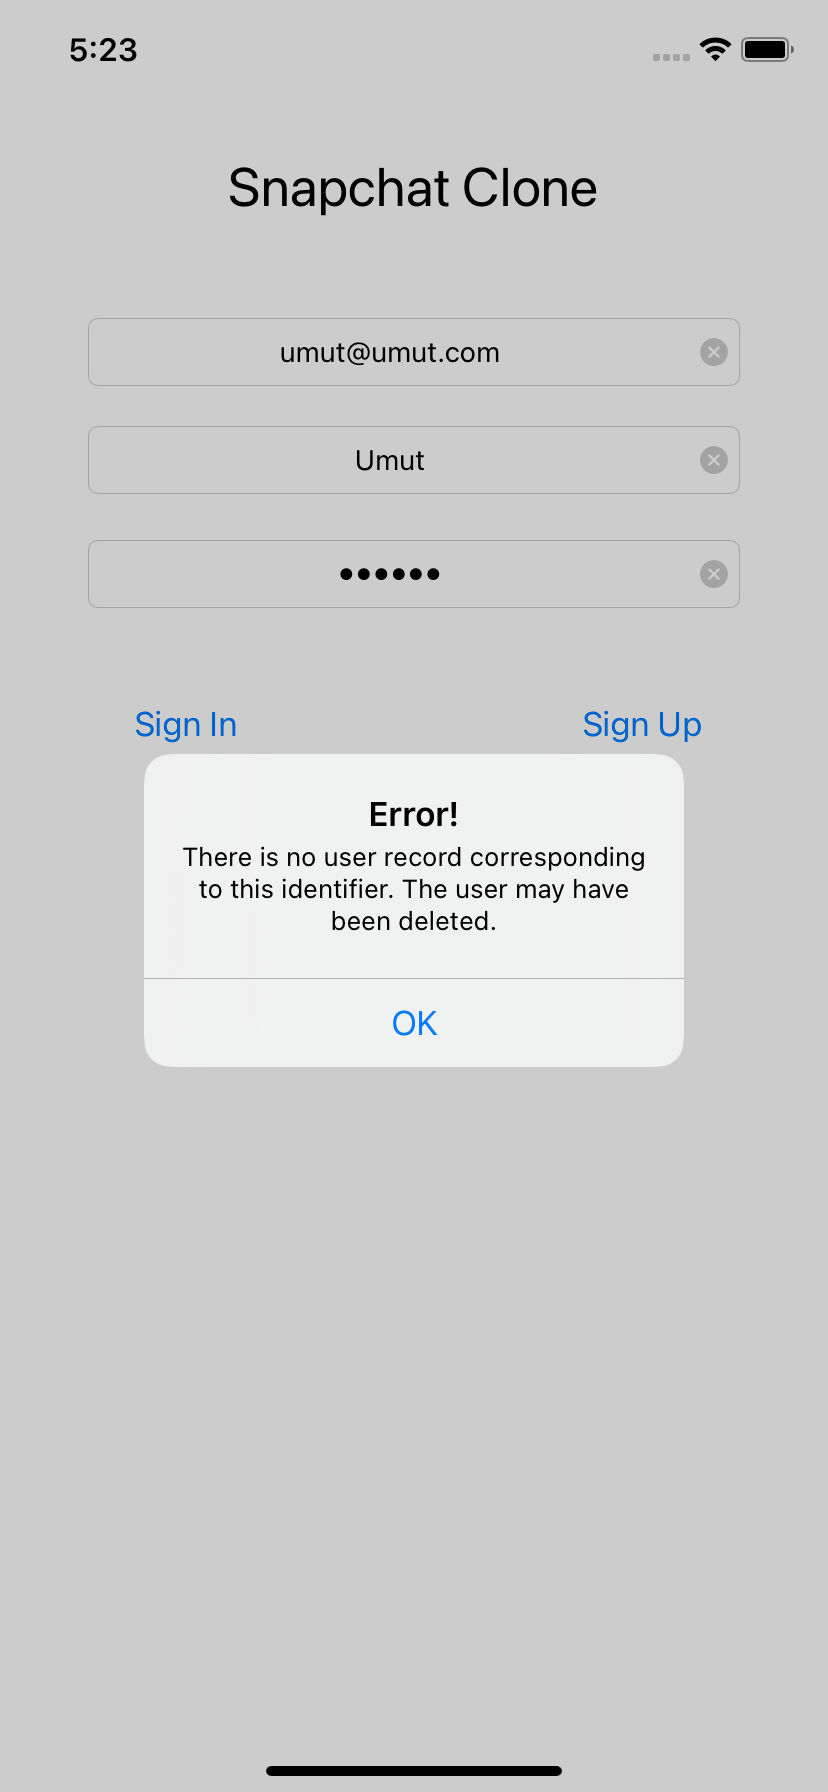 5:23
Snapchat Clone
umut@umut.com
Umut
••••••
Sign In
Sign Up
Error!
There is no user record corresponding
to this identifier. The user may have
been deleted.
OK